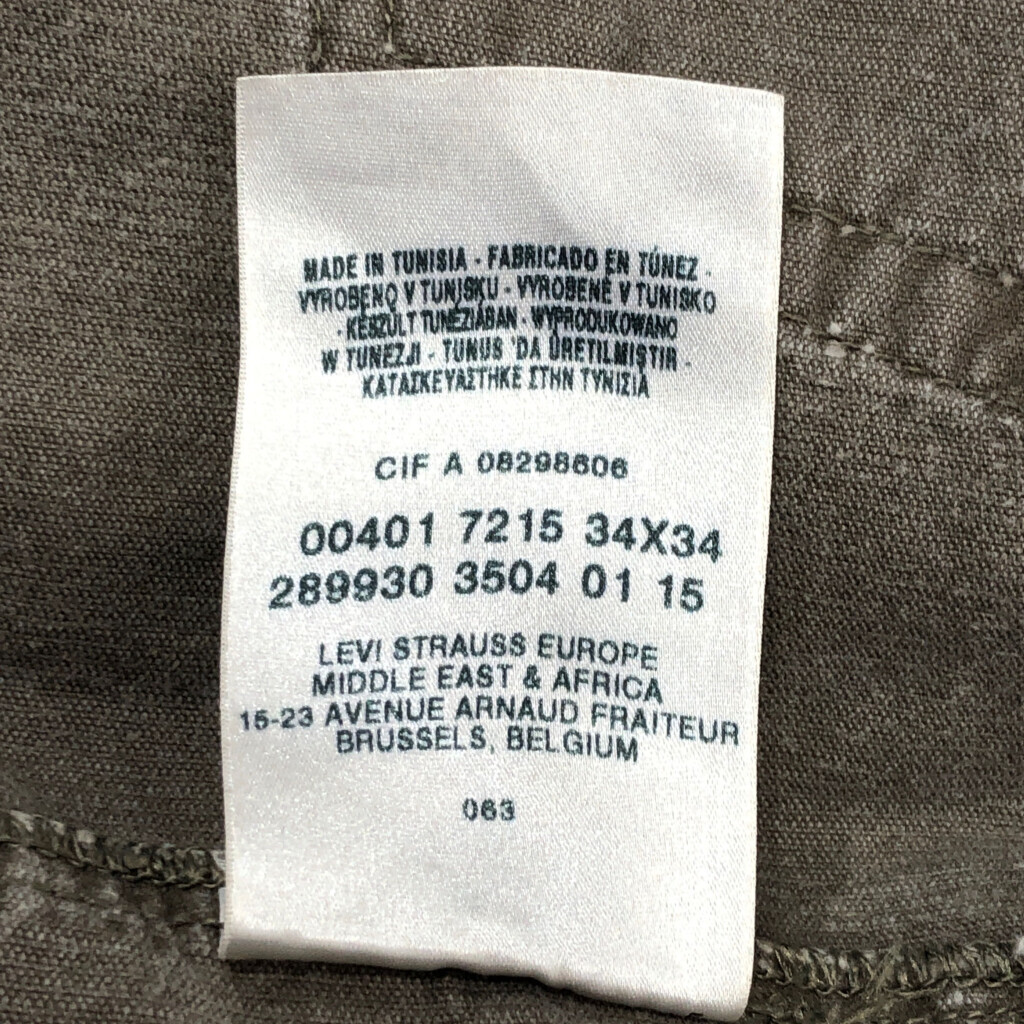 MADE IN TUNISIA - FABRICADO EN TÚNEZ -
VYROBENO V TUNISKU - VYROBENÉ V TUNISKO
- KÉSZÜLT TUNÉZIÁBAN - WYPRODUKOWANO
W TUNEZJI - TUNUS 'DA ÜRETILMISTIR -
ΚΑΤΑΣΚΕΥΑΣΤΗΚΕ ΣΤΗΝ ΤΥΝΙΣΙΑ
CIF A 08298606
00401 7215 34X34
289930 3504 01 15
LEVI STRAUSS EUROPE
MIDDLE EAST & AFRICA
15-23 AVENUE ARNAUD FRAITEUR
BRUSSELS, BELGIUM
063